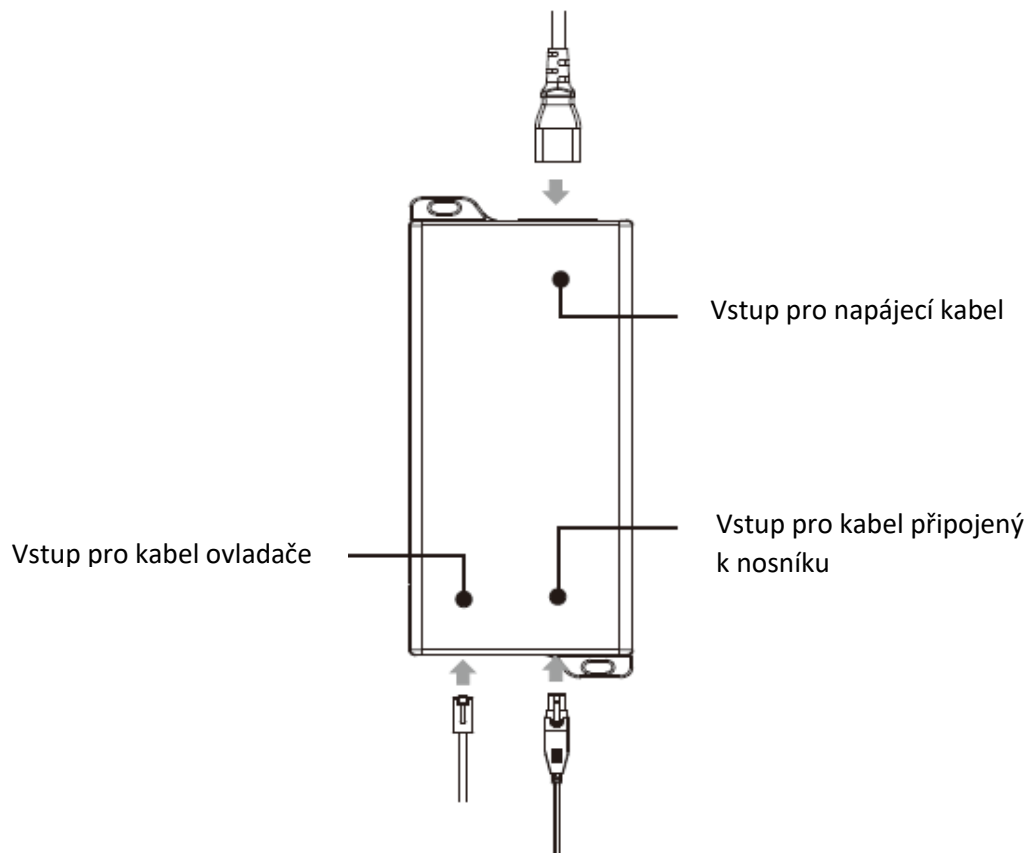 Vstup pro napájecí kabel
Vstup pro kabel připojený
k nosníku
Vstup pro kabel ovladače